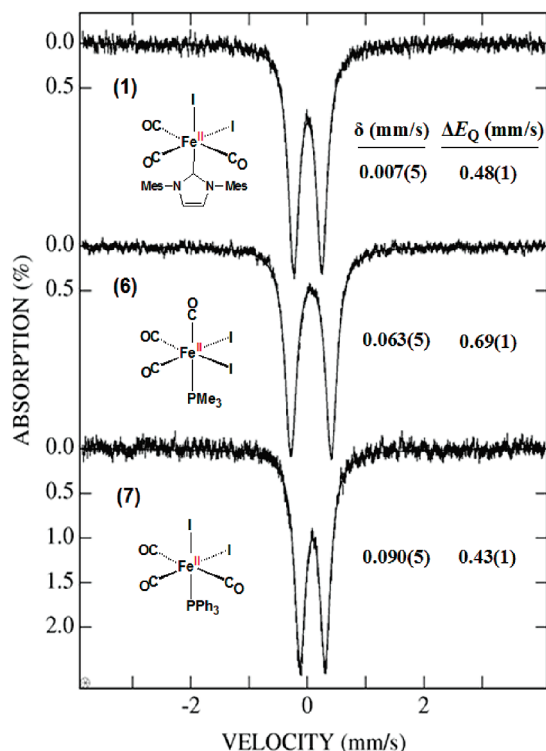 0.0
0.5
(1)
I
I
OC
Fe II
OC
CO
Mes N N Mes
δ (mm/s) ΔE_Q (mm/s)
0.007(5) 0.48(1)
0.0
0.5
(6)
O
C
OC
I
Fe II
OC
I
PMe3
0.063(5) 0.69(1)
0.0
0.5
1.0
1.5
2.0
(7)
I
OC
I
Fe II
OC
CO
PPh3
0.090(5) 0.43(1)
ABSORPTION (%)
-2 0 2
VELOCITY (mm/s)